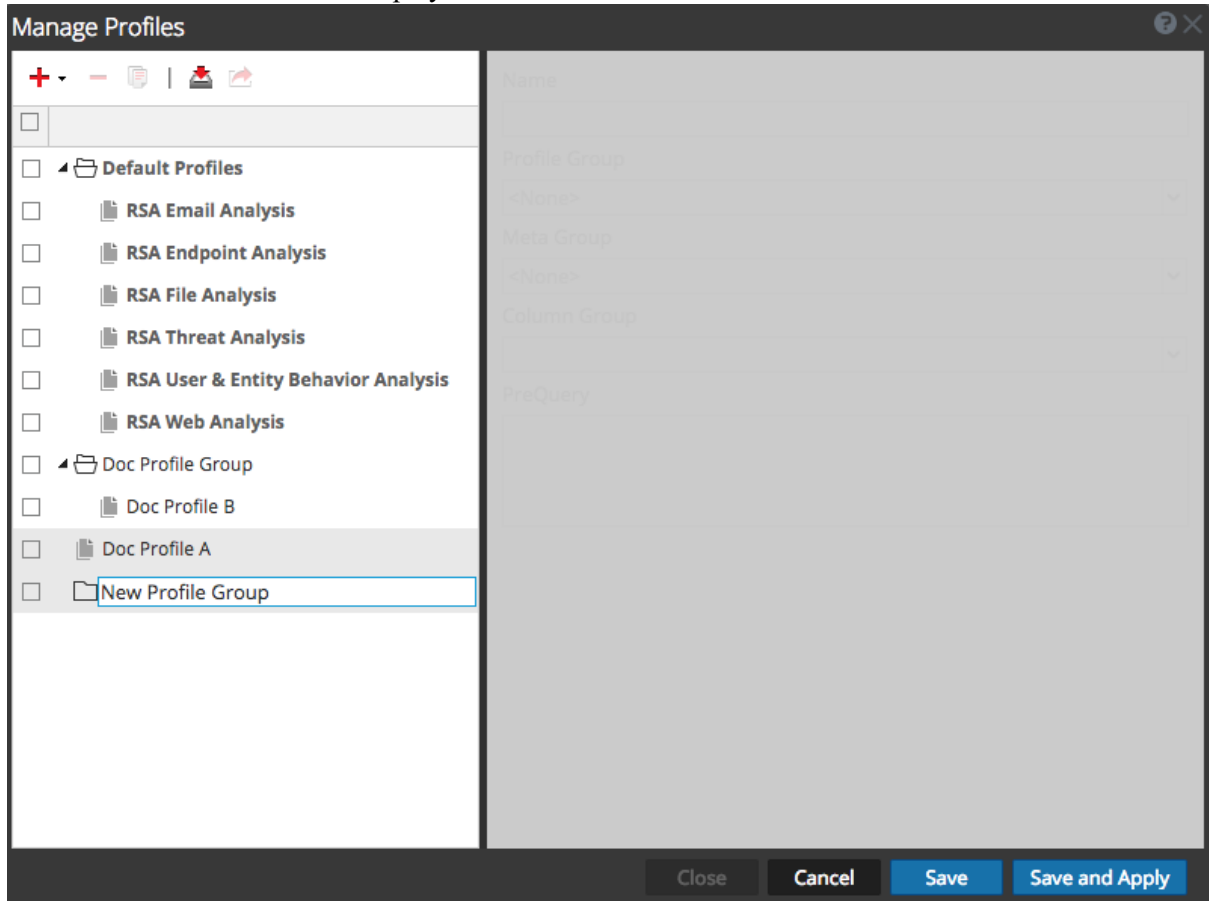 Manage Profiles
Name
Profile Group
<None>
Meta Group
<None>
Column Group
PreQuery
Default Profiles
RSA Email Analysis
RSA Endpoint Analysis
RSA File Analysis
RSA Threat Analysis
RSA User & Entity Behavior Analysis
RSA Web Analysis
Doc Profile Group
Doc Profile B
Doc Profile A
New Profile Group
Close Cancel Save Save and Apply